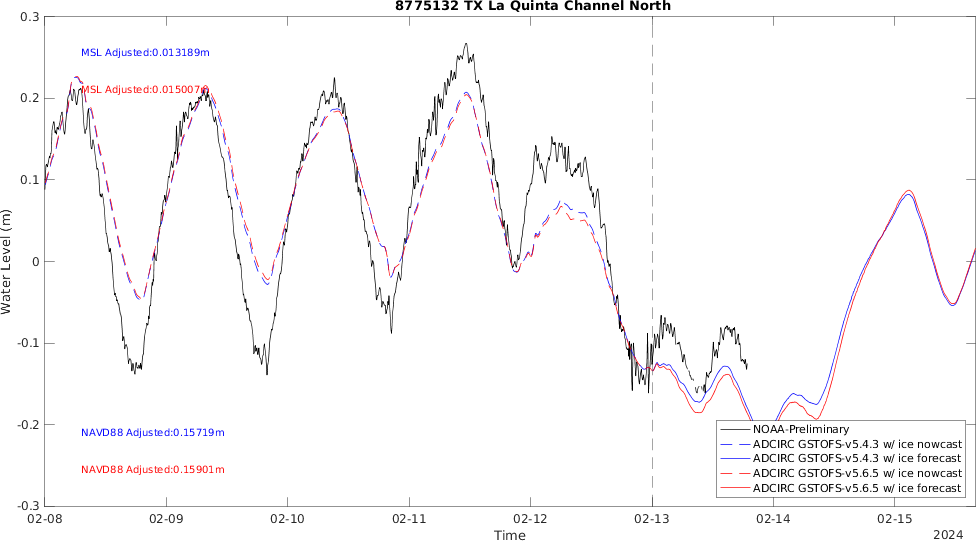 8775132 TX La Quinta Channel North
0.3
0.2
0.1
0
-0.1
-0.2
-0.3
Water Level (m)
MSL Adjusted:0.013189m
MSL Adjusted:0.015007m
NAVD88 Adjusted:0.15719m
NAVD88 Adjusted:0.15901m
NOAA-Preliminary
ADCIRC GSTOFS-v5.4.3 w/ ice nowcast
ADCIRC GSTOFS-v5.4.3 w/ ice forecast
ADCIRC GSTOFS-v5.6.5 w/ ice nowcast
ADCIRC GSTOFS-v5.6.5 w/ ice forecast
02-08 02-09 02-10 02-11 02-12 02-13 02-14 02-15
Time
2024